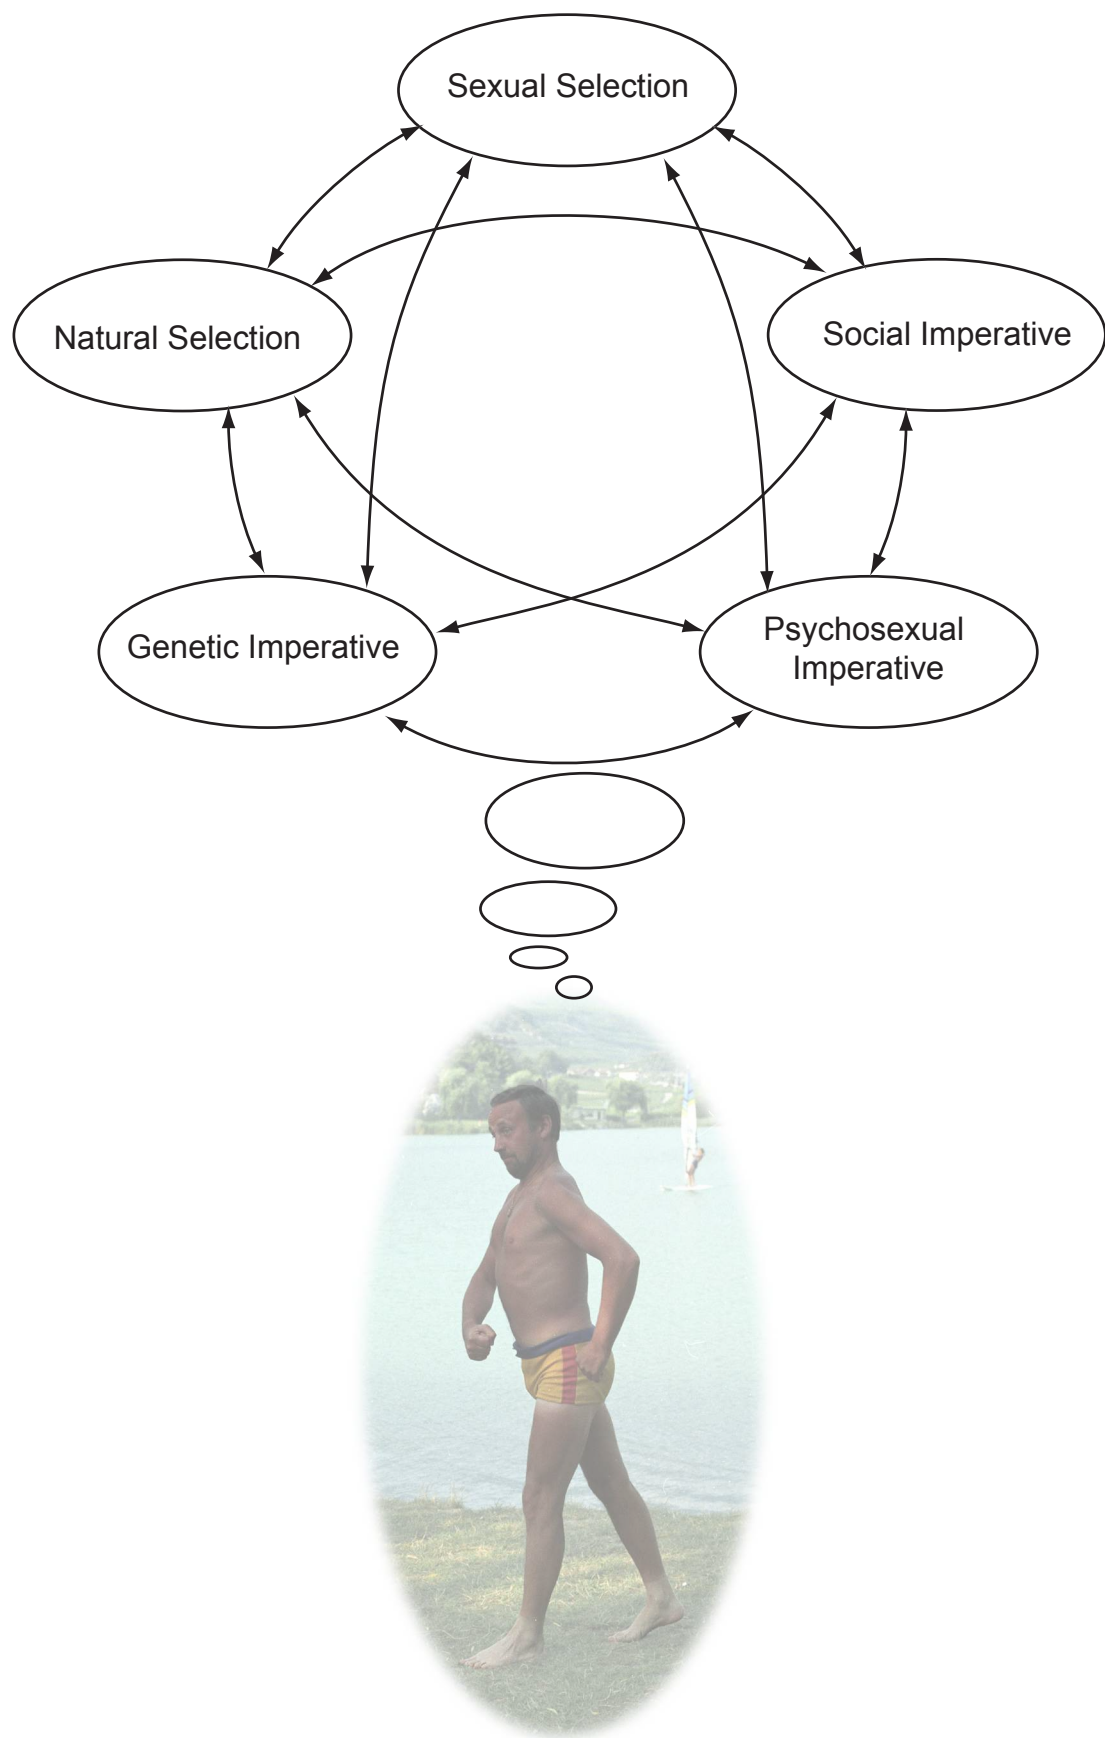 Sexual Selection
Natural Selection
Social Imperative
Genetic Imperative
Psychosexual
Imperative